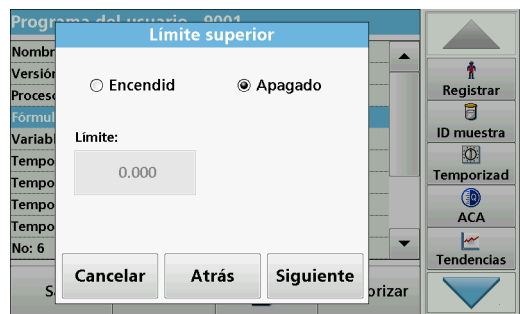 Programa del usuario 9001
Límite superior
Nombr
Versión
Proceso
Fórmul
Variabl
Tempo
Tempo
Tempo
Tempo
No: 6
Encendid
Apagado
Límite:
0.000
Cancelar
Atrás
Siguiente
S
orizar
Registrar
ID muestra
Temporizad
ACA
Tendencias